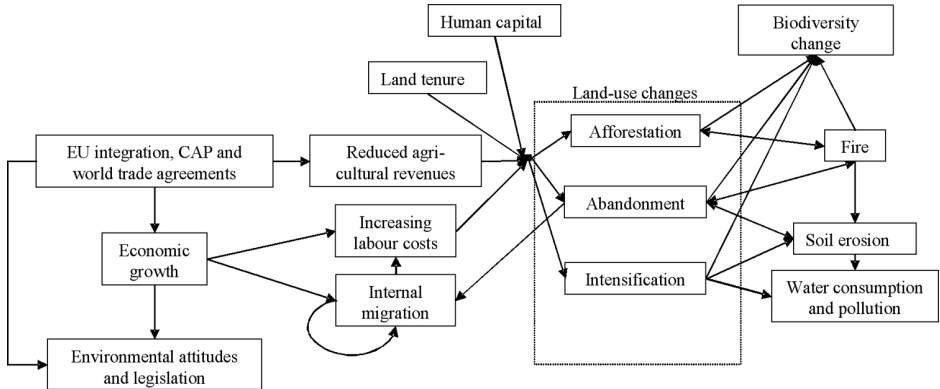 Human capital
Biodiversity
change
Land tenure
Land-use changes
Afforestation
EU integration, CAP and
world trade agreements
Reduced agri-
cultural revenues
Fire
Abandonment
Increasing
labour costs
Economic
growth
Soil erosion
Internal
migration
Intensification
Water consumption
and pollution
Environmental attitudes
and legislation